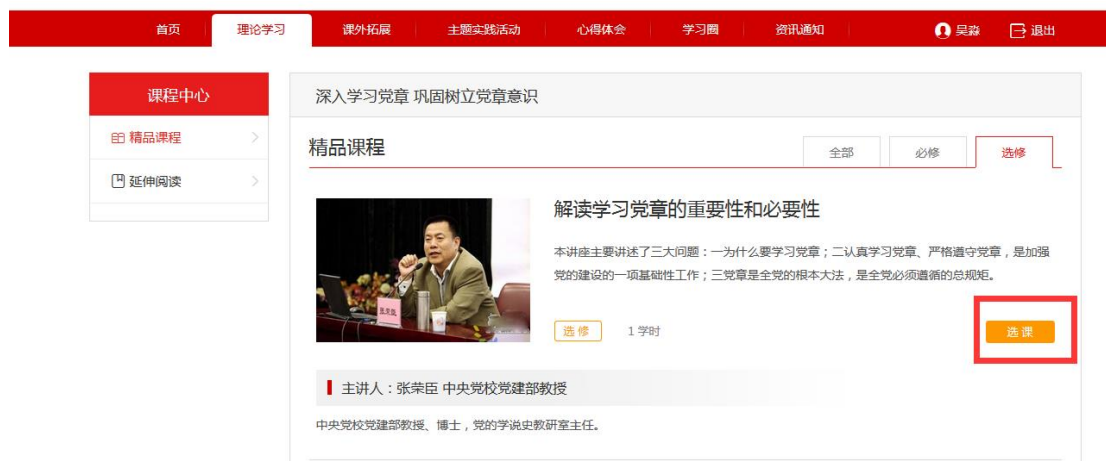 首页 理论学习 课外拓展 主题实践活动 心得体会 学习圈 资讯通知 吴淼 退出
课程中心
精品课程
延伸阅读
深入学习党章 巩固树立党章意识
精品课程
全部 必修 选修
解读学习党章的重要性和必要性
本讲座主要讲述了三大问题：一为什么要学习党章；二认真学习党章、严格遵守党章，是加强
党的建设的一项基础性工作；三党章是全党的根本大法，是全党必须遵循的总规矩。
选修 1 学时 选课
主讲人：张荣臣 中央党校党建部教授
中央党校党建部教授、博士，党的学说史教研室主任。